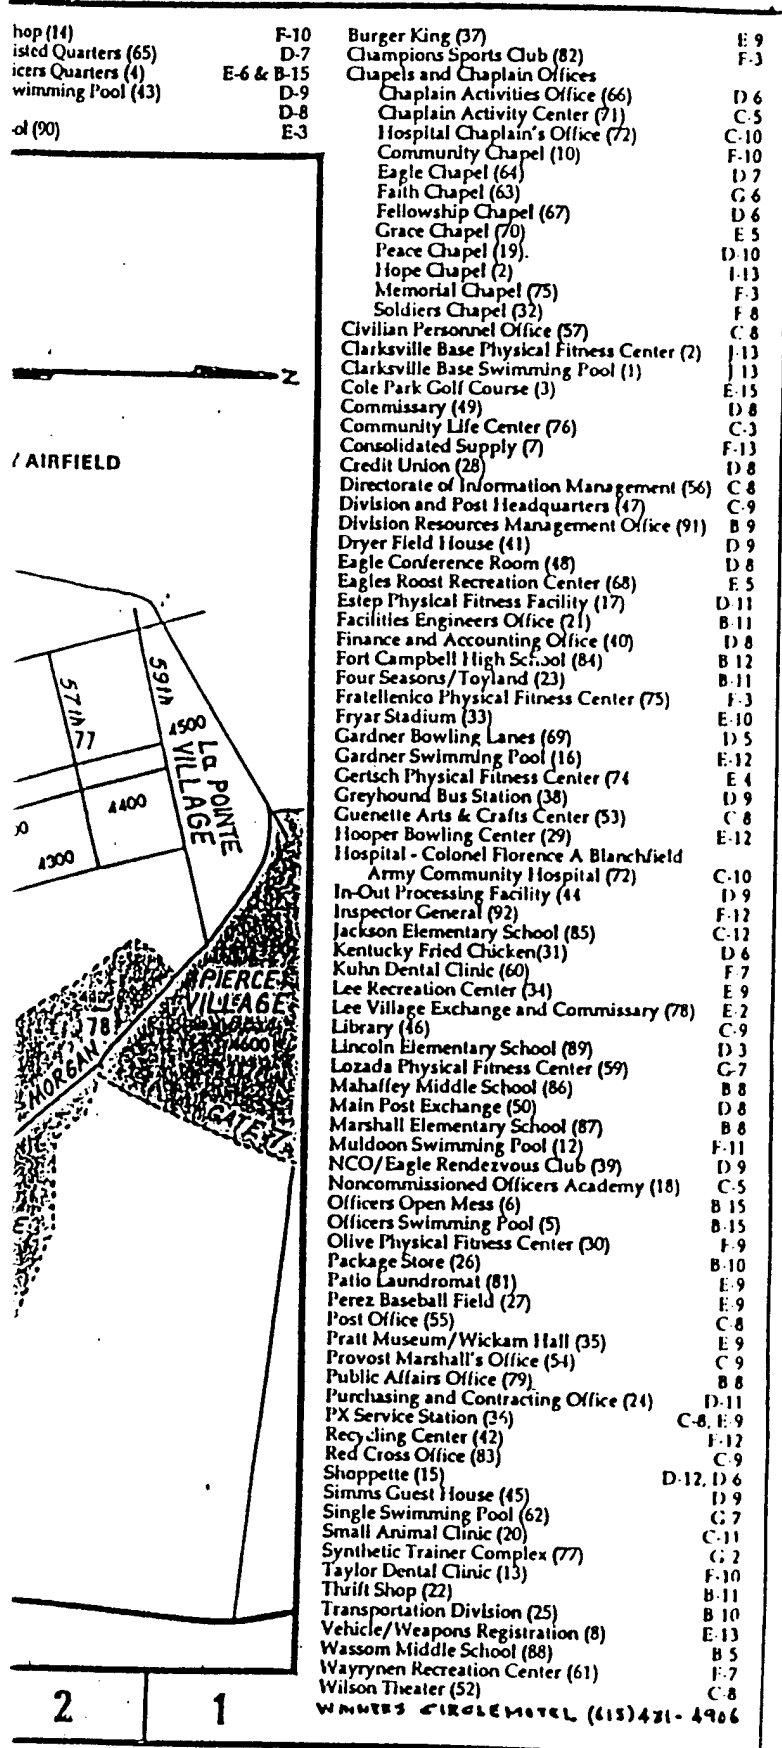 hop (14) F-10
isted Quarters (65) D-7
icers Quarters (4) E-6 & B-15
wimming Pool (43) D-9
D-8
ol (90) E-3
Burger King (37) E 9
Champions Sports Club (82) F-3
Chapels and Chaplain Offices
Chaplain Activities Office (66) D 6
Chaplain Activity Center (71) C-5
Hospital Chaplain's Office (72) C-10
Community Chapel (10) F-10
Eagle Chapel (64) D 7
Faith Chapel (63) G 6
Fellowship Chapel (67) D 6
Grace Chapel (70) E 5
Peace Chapel (19). D-10
Hope Chapel (2) I-13
Memorial Chapel (75) F-3
Soldiers Chapel (32) F 8
Civilian Personnel Office (57) C 8
Clarksville Base Physical Fitness Center (2) J-13
Clarksville Base Swimming Pool (1) J 13
Cole Park Golf Course (3) E-15
Commissary (49) D 8
Community Life Center (76) C-3
Consolidated Supply (7) F-13
Credit Union (28) D 8
Directorate of Information Management (56) C 8
Division and Post Headquarters (47) C-9
Division Resources Management Office (91) B 9
Dryer Field House (41) D 9
Eagle Conference Room (48) D 8
Eagles Roost Recreation Center (68) E 5
Estep Physical Fitness Facility (17) D-11
Facilities Engineers Office (21) B-11
Finance and Accounting Office (40) D 8
Fort Campbell High School (84) B 12
Four Seasons/Toyland (23) B-11
Fratellenico Physical Fitness Center (75) F-3
Fryar Stadium (33) E-10
Gardner Bowling Lanes (69) D 5
Gardner Swimming Pool (16) E-12
Gertsch Physical Fitness Center (74 E 4
Greyhound Bus Station (38) D 9
Guenette Arts & Crafts Center (53) C 8
Hooper Bowling Center (29) E-12
Hospital - Colonel Florence A Blanchfield
Army Community Hospital (72) C-10
In-Out Processing Facility (44 D 9
Inspector General (92) F-12
Jackson Elementary School (85) C-12
Kentucky Fried Chicken(31) D 6
Kuhn Dental Clinic (60) F 7
Lee Recreation Center (34) E 9
Lee Village Exchange and Commissary (78) E-2
Library (46) C-9
Lincoln Elementary School (89) D 3
Lozada Physical Fitness Center (59) G-7
Mahaffey Middle School (86) B 8
Main Post Exchange (50) D 8
Marshall Elementary School (87) B 8
Muldoon Swimming Pool (12) F-11
NCO/Eagle Rendezvous Club (39) D 9
Noncommissioned Officers Academy (18) C-5
Officers Open Mess (6) B 15
Officers Swimming Pool (5) B-15
Olive Physical Fitness Center (30) F-9
Package Store (26) B-10
Patio Laundromat (81) E-9
Perez Baseball Field (27) E-9
Post Office (55) C-8
Pratt Museum/Wickam Hall (35) E 9
Provost Marshall's Office (54) C 9
Public Affairs Office (79) B 8
Purchasing and Contracting Office (24) D-11
PX Service Station (36) C-8, E-9
Recycling Center (42) F-12
Red Cross Office (83) C-9
Shoppette (15) D-12, D 6
Simms Guest House (45) D 9
Single Swimming Pool (62) G 7
Small Animal Clinic (20) C-11
Synthetic Trainer Complex (77) G 2
Taylor Dental Clinic (13) F-10
Thrift Shop (22) B-11
Transportation Division (25) B 10
Vehicle/Weapons Registration (8) E-13
Wassom Middle School (88) B 5
Wayrynen Recreation Center (61) F-7
Wilson Theater (52) C-8
WINNERS CIRCLE MOTEL (615)431-4906
N
/ AIRFIELD
59th
57th
77
4500
La POINTE
VILLAGE
4400
4300
PIERCE
VILLAGE
4600
78
MORGAN
GATE 7
2
1